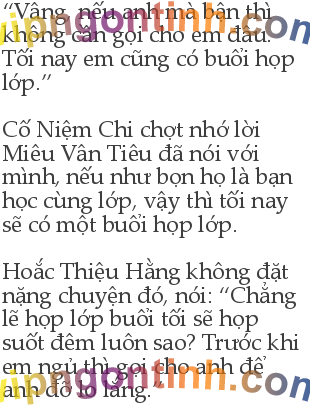 “Vâng, nếu anh mà bận thì
không cần gọi cho em đâu.
Tối nay em cũng có buổi họp
lớp.”
Cố Niệm Chi chợt nhớ lời
Miêu Vân Tiêu đã nói với
mình, nếu như bọn họ là bạn
học cùng lớp, vậy thì tối nay
sẽ có một buổi họp lớp.
Hoắc Thiệu Hằng không đặt
nặng chuyện đó, nói: “Chẳng
lẽ họp lớp buổi tối sẽ họp
suốt đêm luôn sao? Trước khi
em ngủ thì gọi cho anh để
anh đỡ lo lắng.”
vipngontinh.com
vipngontinh.com